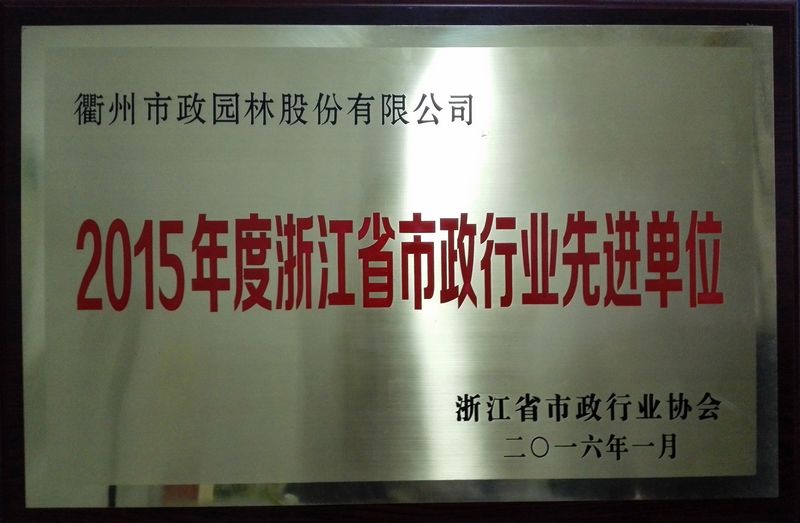 衢州市政园林股份有限公司
2015年度浙江省市政行业先进单位
浙江省市政行业协会
二〇一六年一月